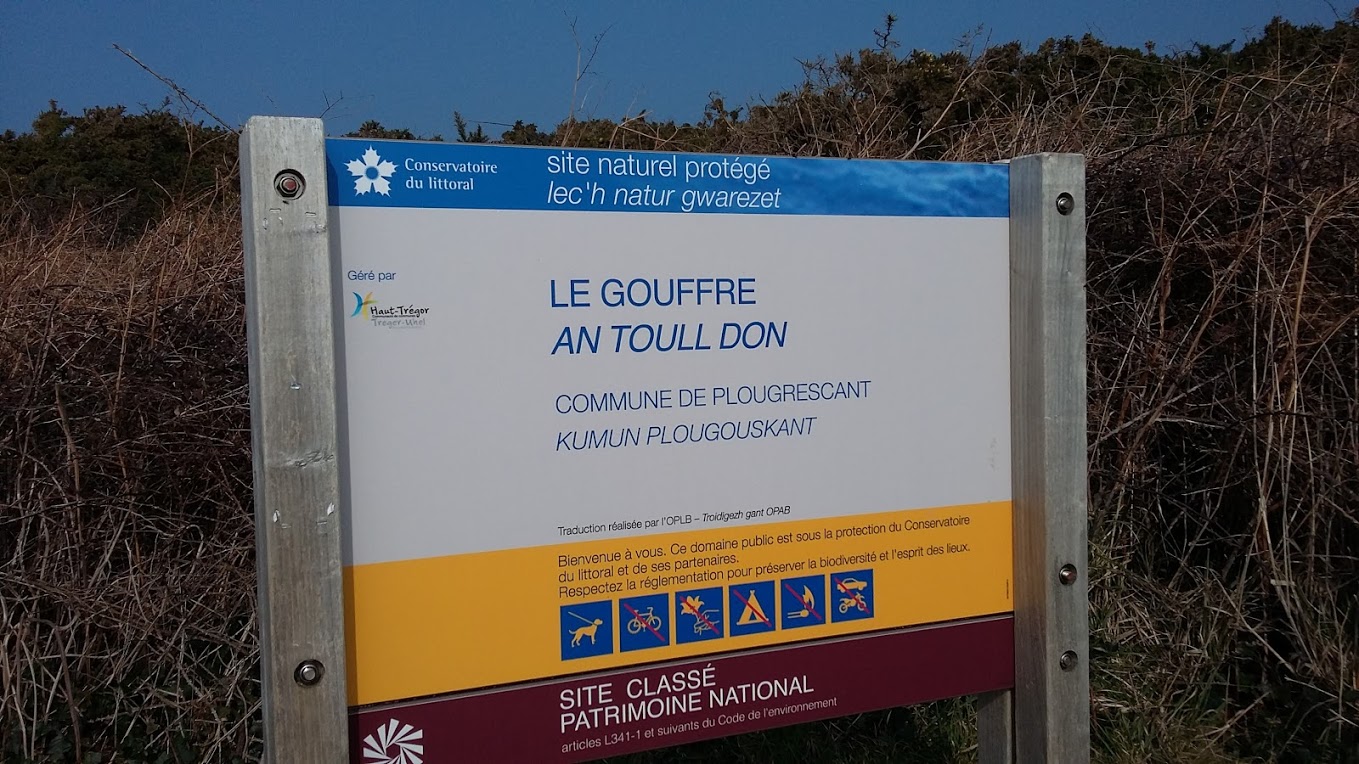 Conservatoire
du littoral
site naturel protégé
lec'h natur gwarezet
Géré par
Haut-Trégor
Treger-Uhel
LE GOUFFRE
AN TOULL DON
COMMUNE DE PLOUGRESCANT
KUMUN PLOUGOUSKANT
Traduction réalisée par l'OPLB – Troidigezh gant OPAB
Bienvenue à vous. Ce domaine public est sous la protection du Conservatoire
du littoral et de ses partenaires.
Respectez la réglementation pour préserver la biodiversité et l'esprit des lieux.
SITE CLASSÉ
PATRIMOINE NATIONAL
articles L341-1 et suivants du Code de l'environnement